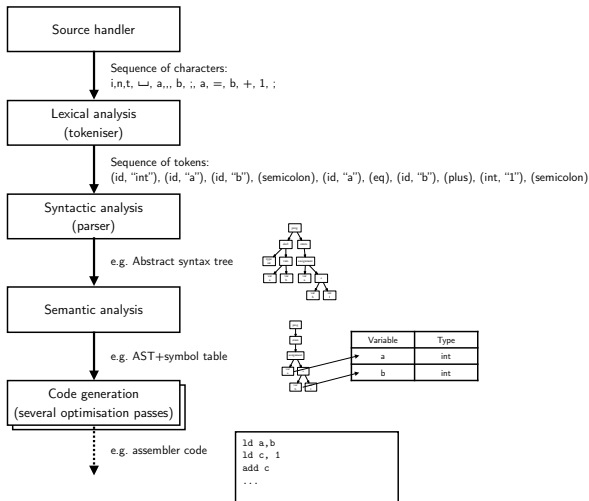 Source handler
Sequence of characters:
i,n,t, ␣, a,,, b, ;, a, =, b, +, 1, ;
Lexical analysis
(tokeniser)
Sequence of tokens:
(id, “int”), (id, “a”), (id, “b”), (semicolon), (id, “a”), (eq), (id, “b”), (plus), (int, “1”), (semicolon)
Syntactic analysis
(parser)
e.g. Abstract syntax tree
Semantic analysis
e.g. AST+symbol table
Variable Type
a int
b int
Code generation
(several optimisation passes)
e.g. assembler code
ld a,b
ld c, 1
add c
...